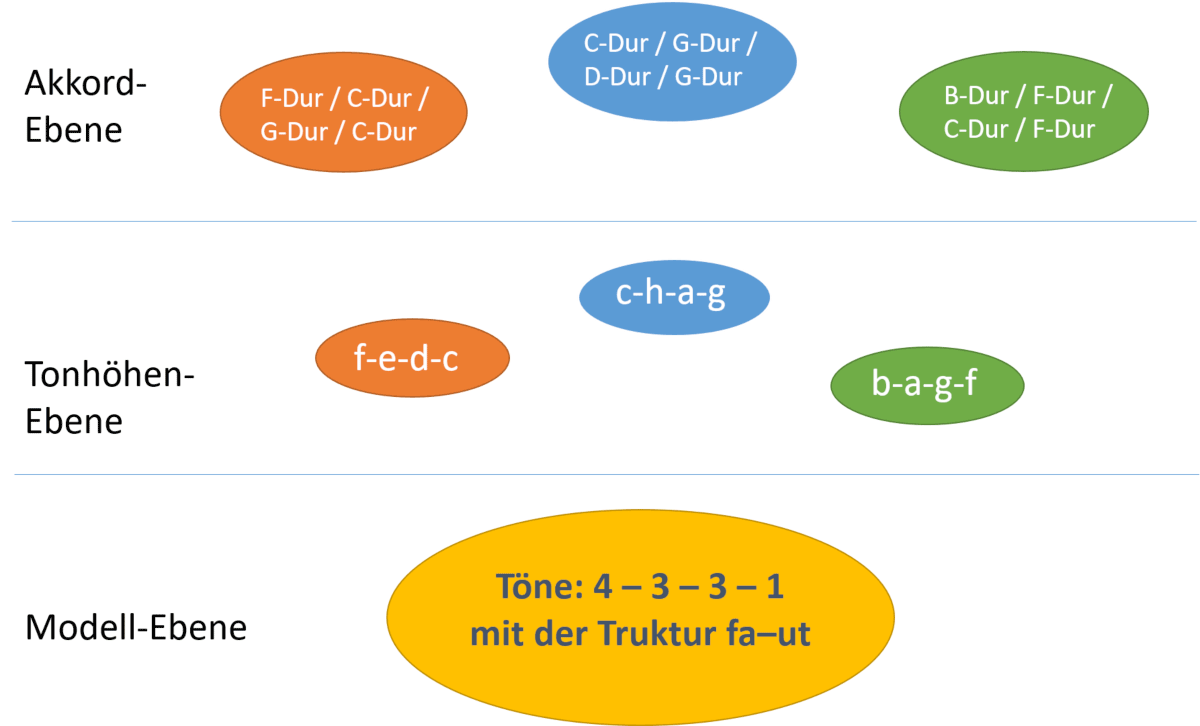 Akkord-
Ebene
F-Dur / C-Dur /
G-Dur / C-Dur
C-Dur / G-Dur /
D-Dur / G-Dur
B-Dur / F-Dur /
C-Dur / F-Dur
Tonhöhen-
Ebene
f-e-d-c
c-h-a-g
b-a-g-f
Modell-Ebene
Töne: 4 – 3 – 3 – 1
mit der Truktur fa–ut